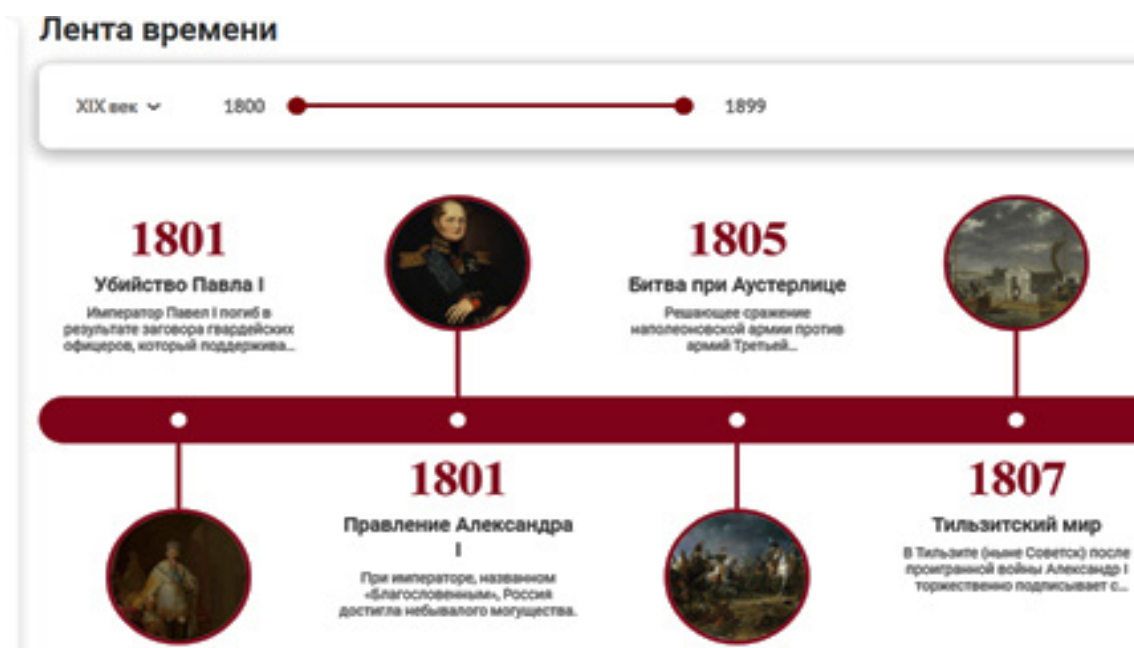 Лента времени
XIX век
1800
1899
1801
Убийство Павла I
Император Павел I погиб в
результате заговора гвардейских
офицеров, который поддержива...
1805
Битва при Аустерлице
Решающее сражение
наполеоновской армии против
армий Третьей...
1801
Правление Александра
I
При императоре, названном
«Благословенным», Россия
достигла небывалого могущества.
1807
Тильзитский мир
В Тильзите (ныне Советск) после
проигранной войны Александр I
торжественно подписывает с...